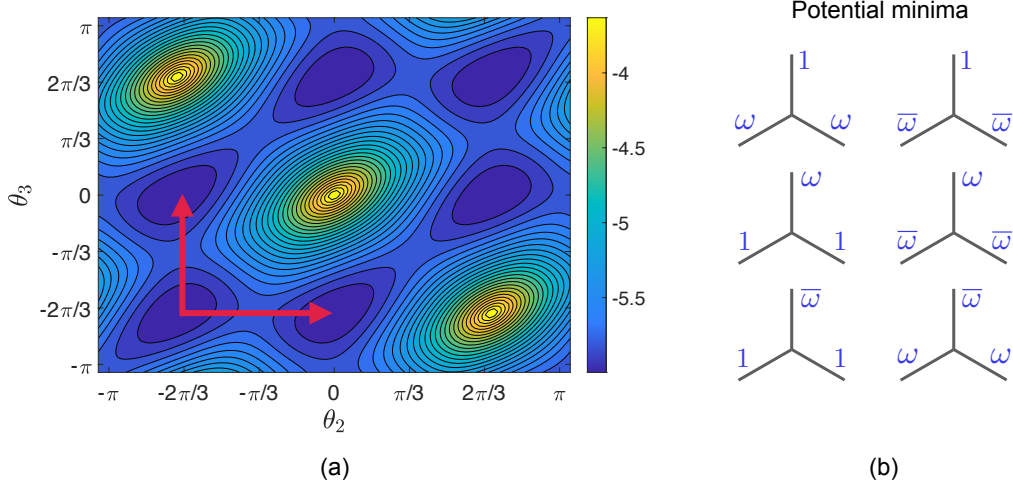 π
2π/3
π/3
0
-π/3
-2π/3
-π
θ3
-π
-2π/3
-π/3
0
π/3
2π/3
π
θ2
-4
-4.5
-5
-5.5
(a)
Potential minima
1
1
ω ω
ω̅ ω̅
ω
ω
1 1
ω̅ ω̅
ω̅
ω̅
1 1
ω ω
(b)